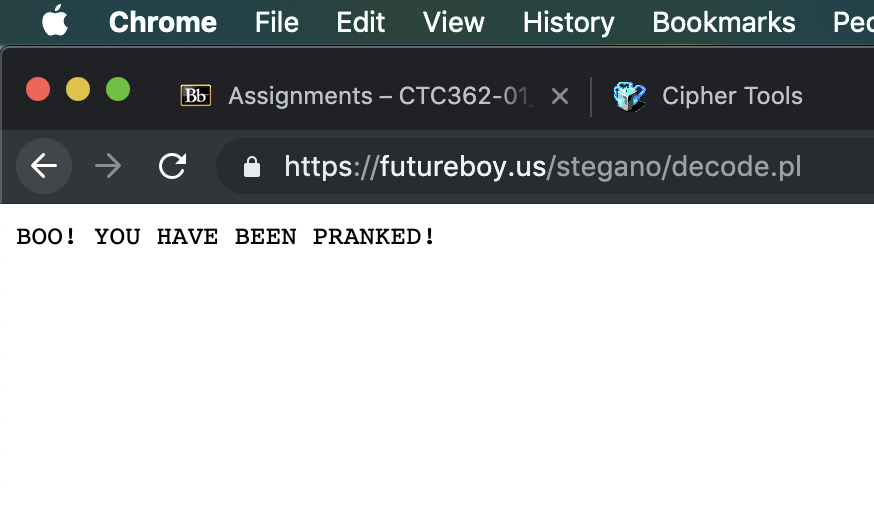 Chrome File Edit View History Bookmarks
Bb Assignments – CTC362-01_ Cipher Tools
https://futureboy.us/stegano/decode.pl
BOO! YOU HAVE BEEN PRANKED!